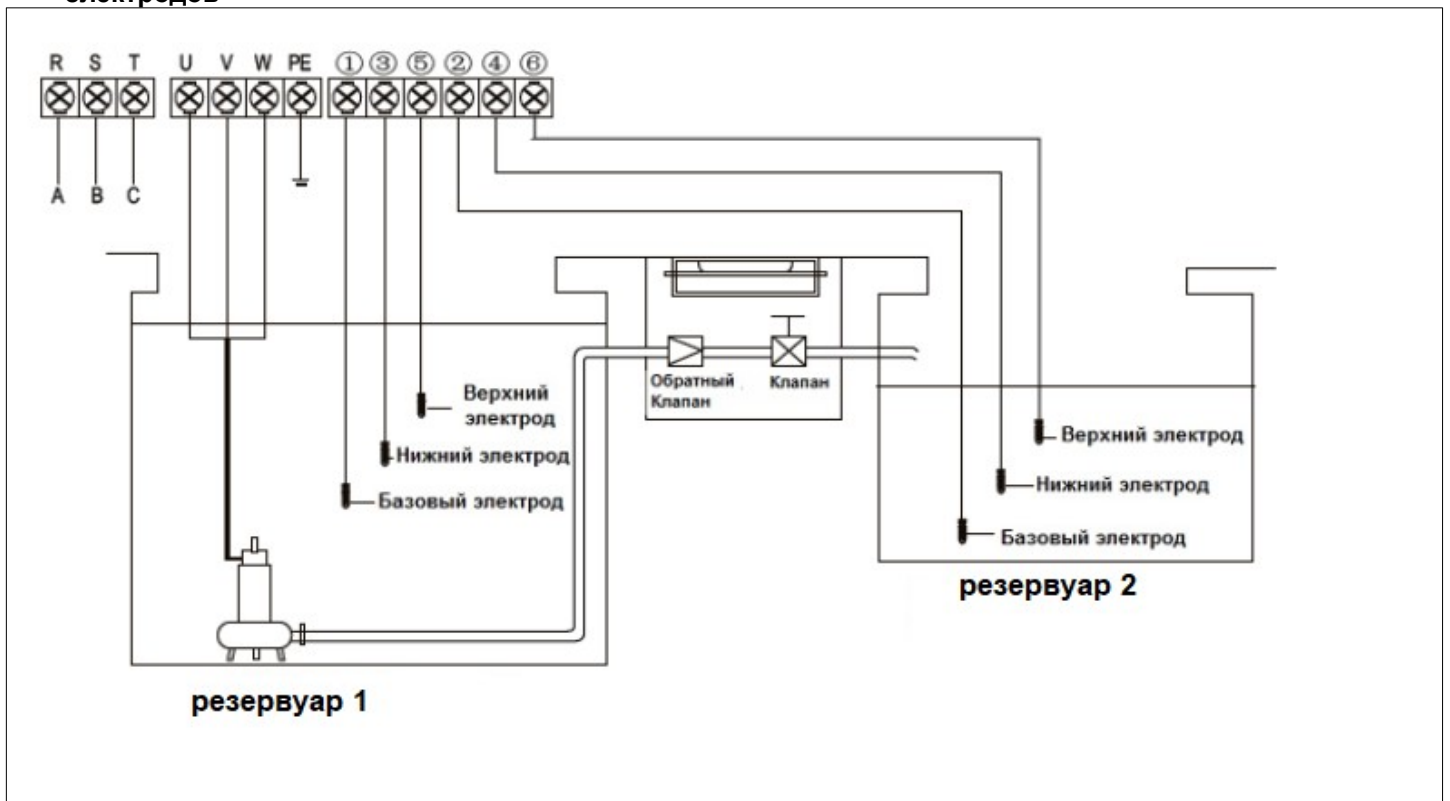 электродов
R S T U V W PE ① ③ ⑤ ② ④ ⑥
A B C
Обратный
Клапан
Клапан
Верхний
электрод
Нижний электрод
Базовый электрод
Верхний электрод
Нижний электрод
Базовый электрод
резервуар 2
резервуар 1